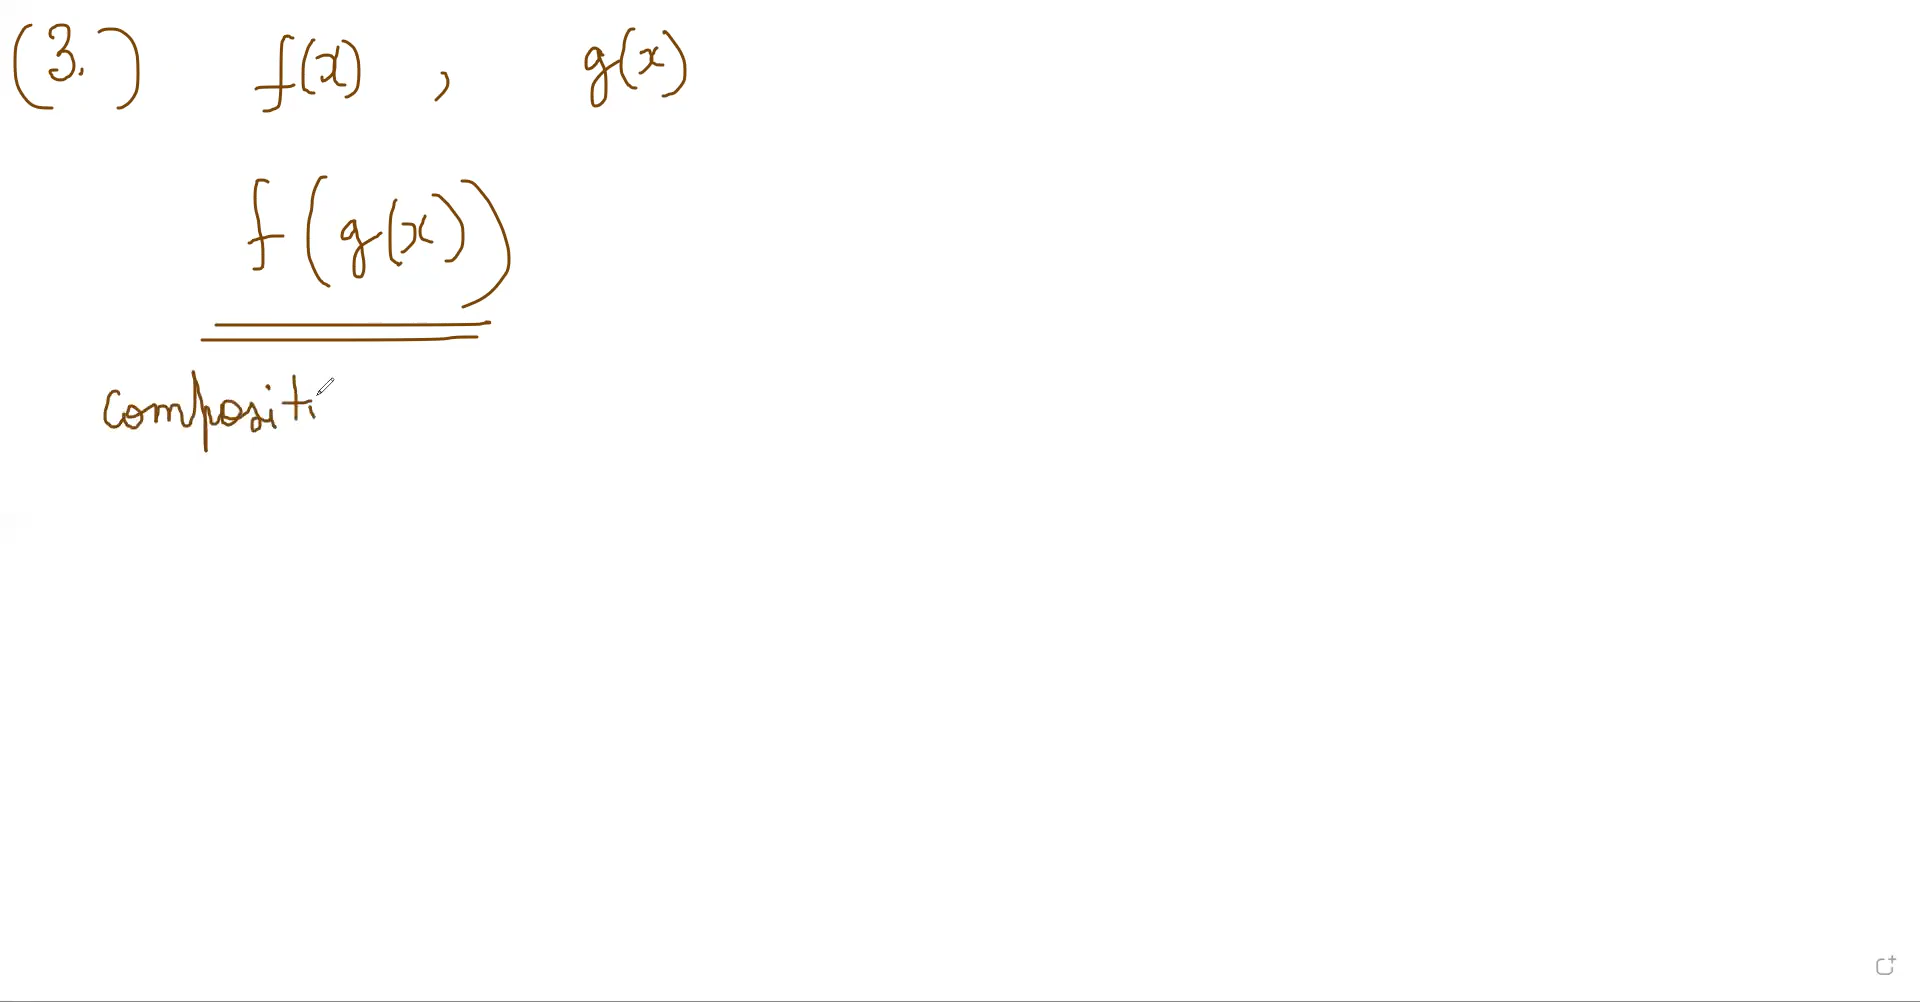 (3.) f(x) , g(x)
f(g(x))
compositi